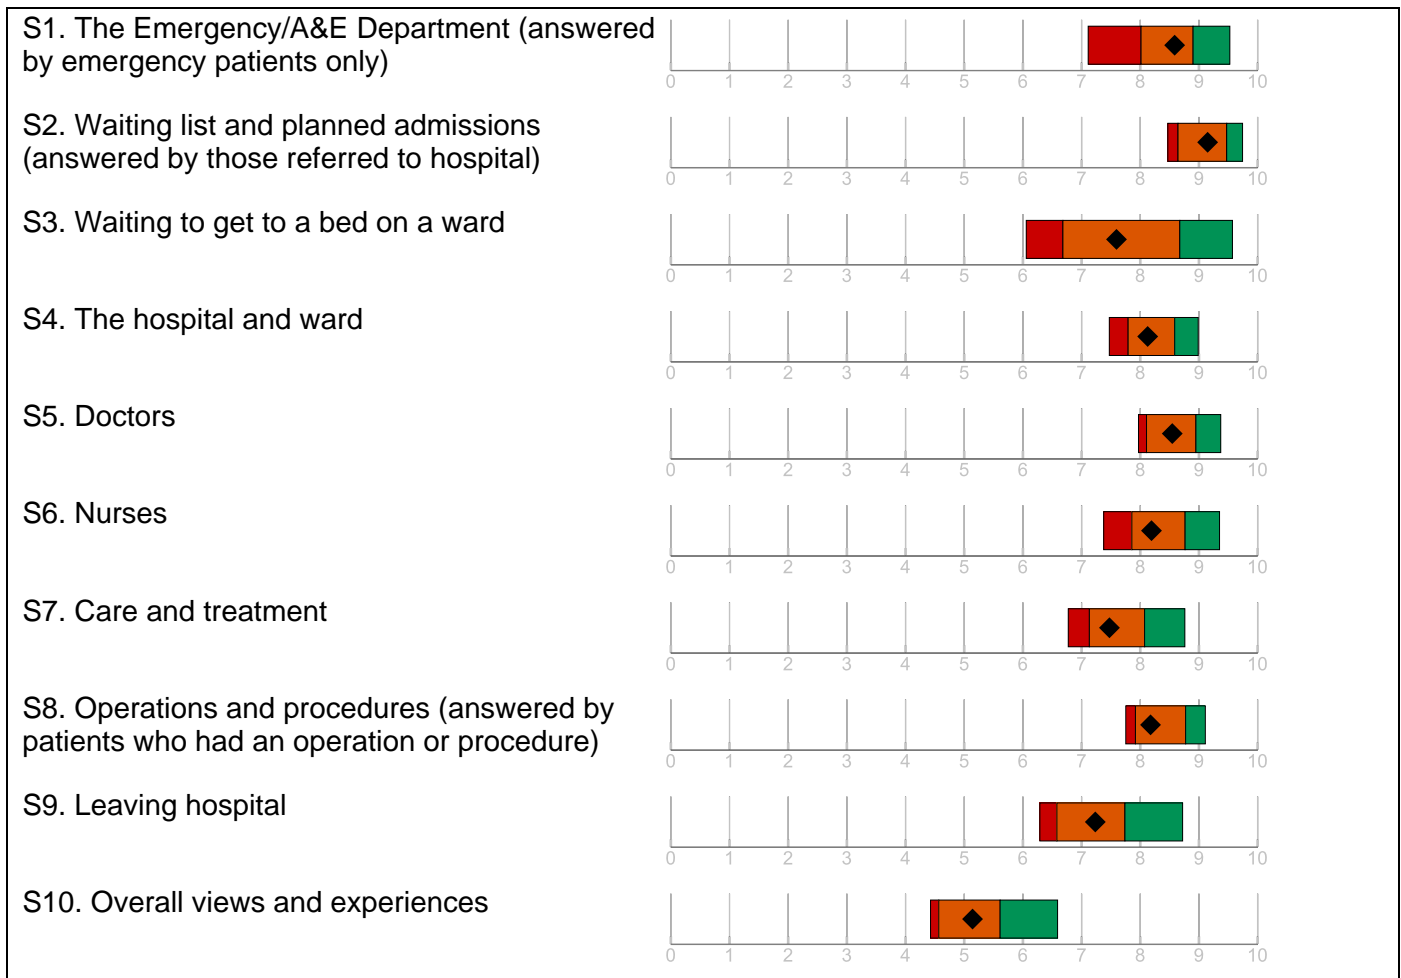 S1. The Emergency/A&E Department (answered
by emergency patients only)
0 1 2 3 4 5 6 7 8 9 10
S2. Waiting list and planned admissions
(answered by those referred to hospital)
0 1 2 3 4 5 6 7 8 9 10
S3. Waiting to get to a bed on a ward
0 1 2 3 4 5 6 7 8 9 10
S4. The hospital and ward
0 1 2 3 4 5 6 7 8 9 10
S5. Doctors
0 1 2 3 4 5 6 7 8 9 10
S6. Nurses
0 1 2 3 4 5 6 7 8 9 10
S7. Care and treatment
0 1 2 3 4 5 6 7 8 9 10
S8. Operations and procedures (answered by
patients who had an operation or procedure)
0 1 2 3 4 5 6 7 8 9 10
S9. Leaving hospital
0 1 2 3 4 5 6 7 8 9 10
S10. Overall views and experiences
0 1 2 3 4 5 6 7 8 9 10